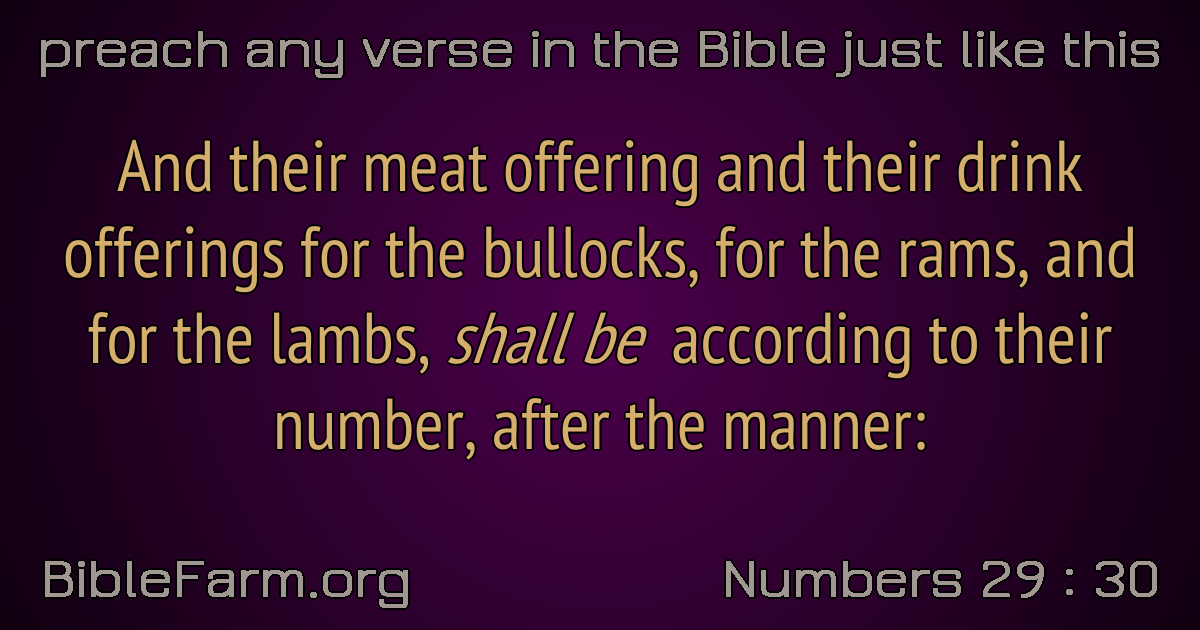 preach any verse in the Bible just like this
And their meat offering and their drink
offerings for the bullocks, for the rams, and
for the lambs, shall be according to their
number, after the manner:
BibleFarm.org
Numbers 29 : 30